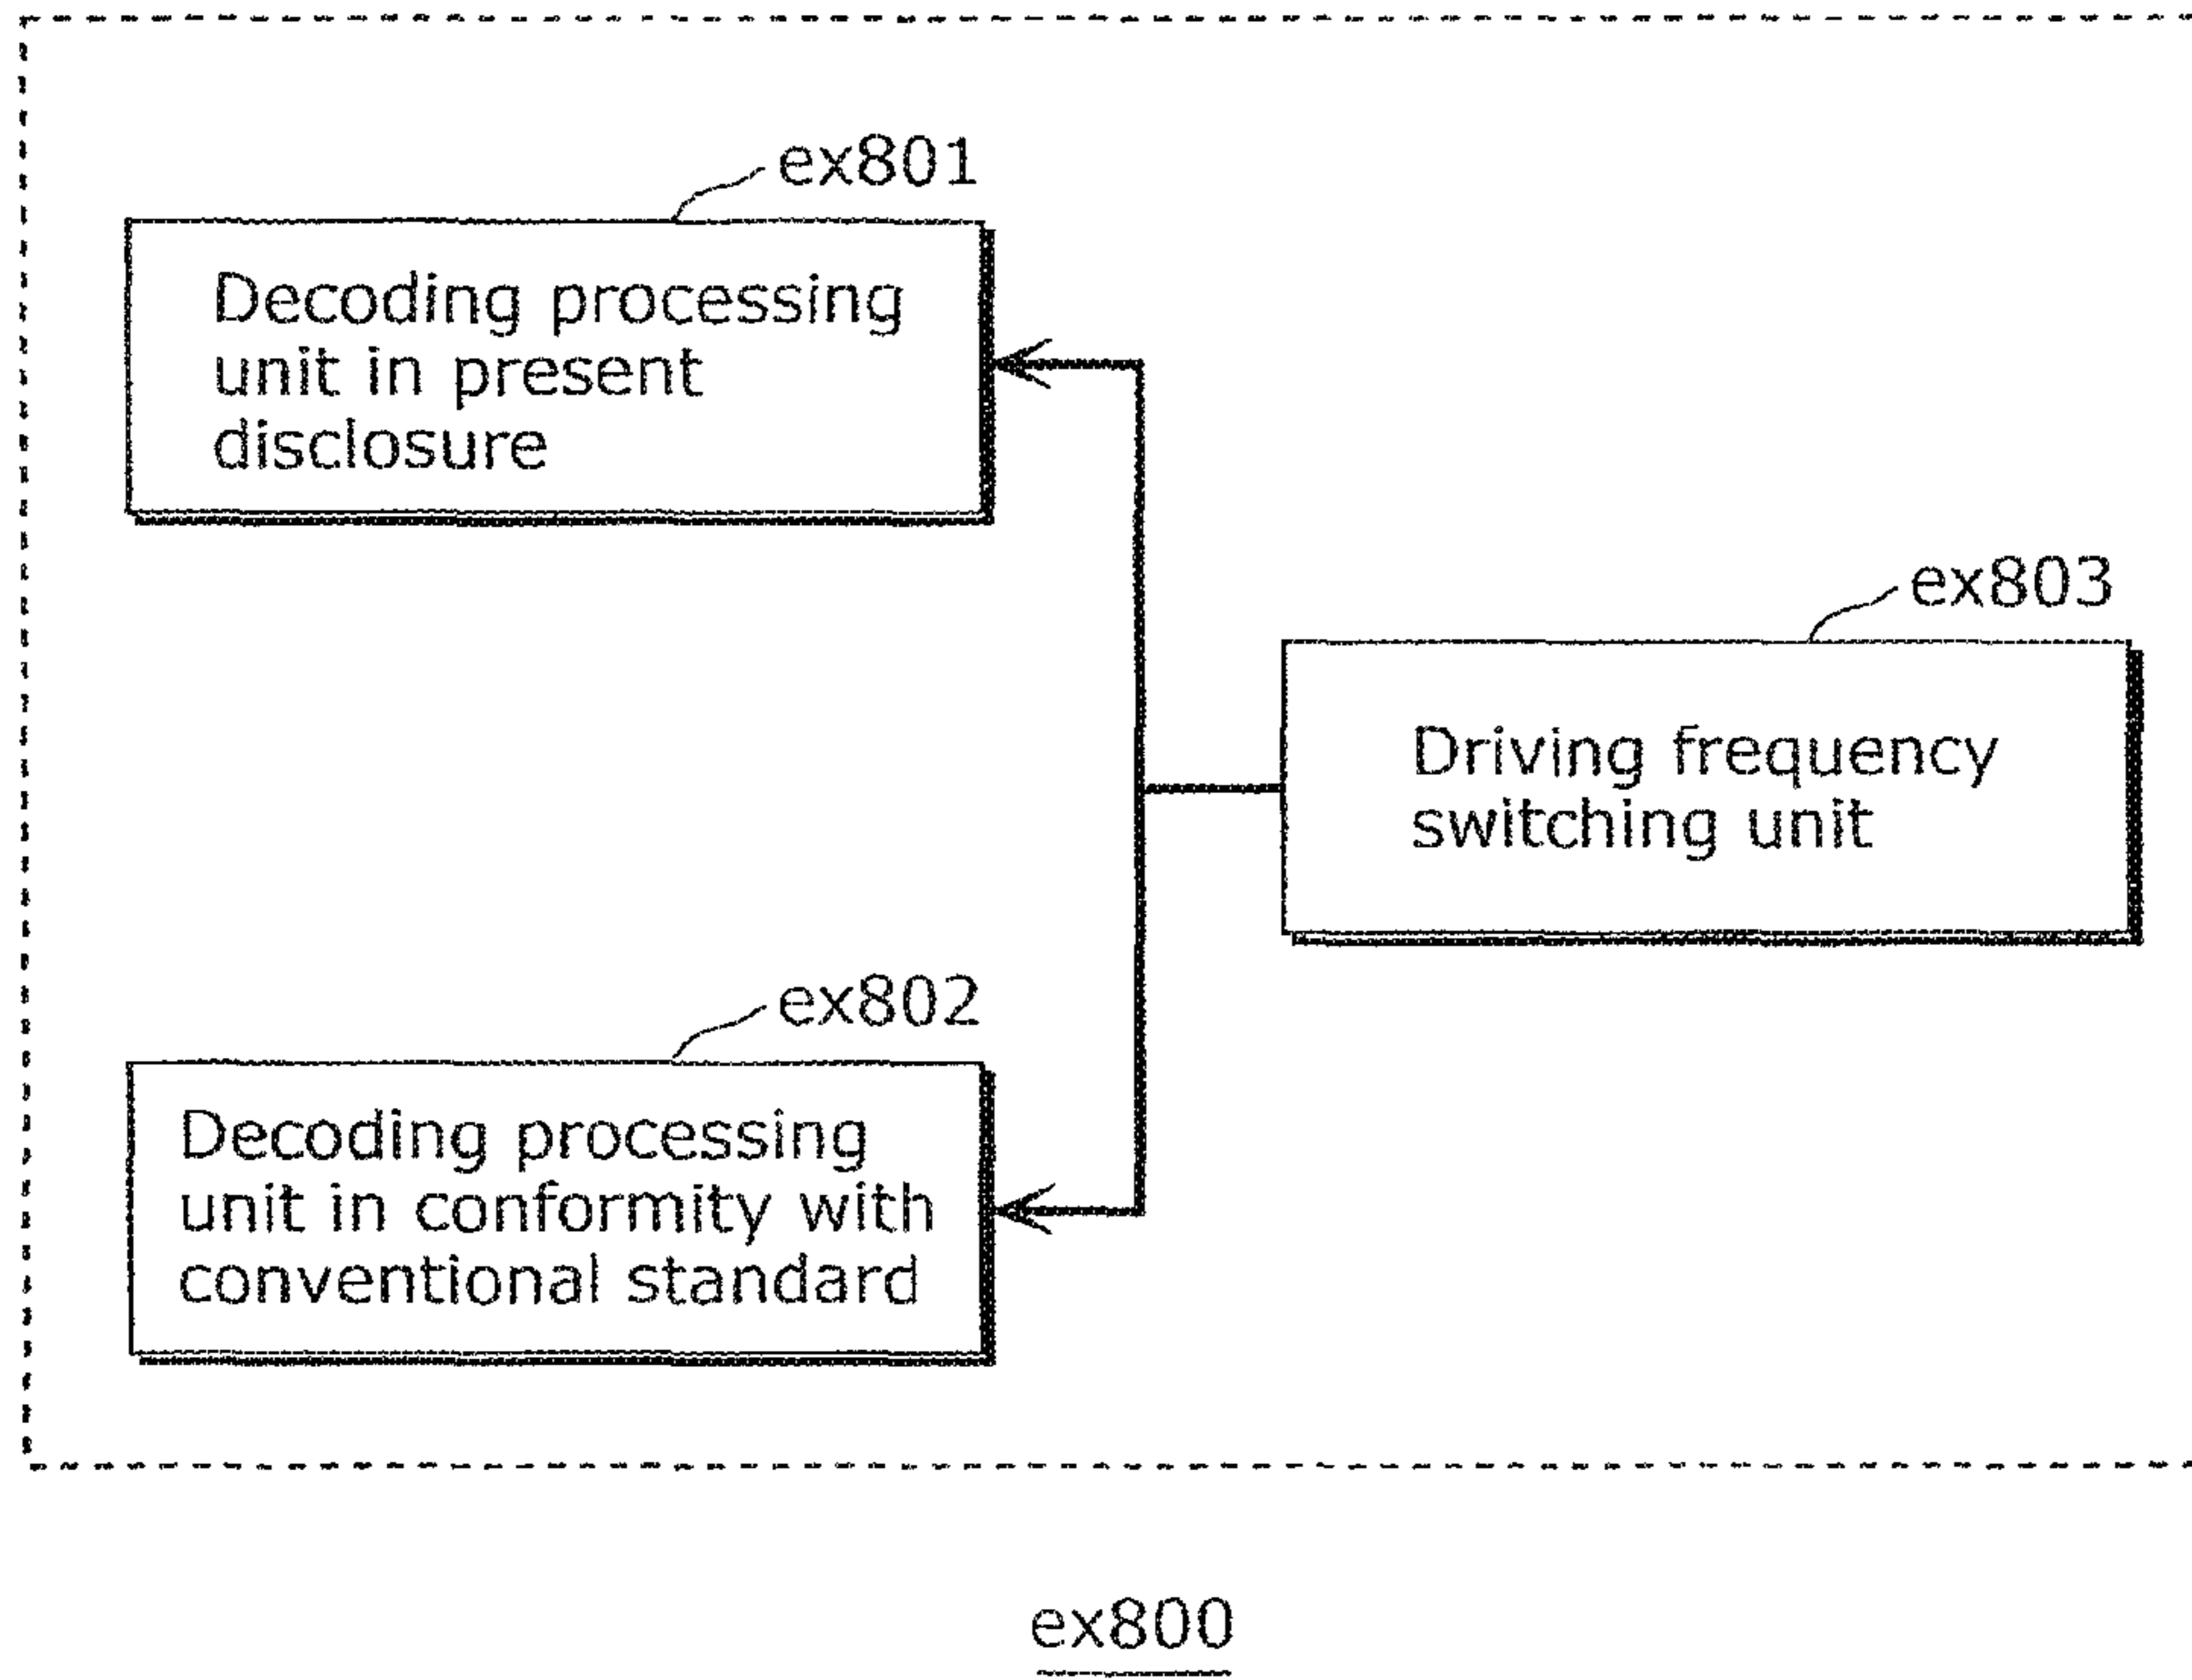 ex801
Decoding processing
unit in present
disclosure
ex803
Driving frequency
switching unit
ex802
Decoding processing
unit in conformity with
conventional standard
ex800